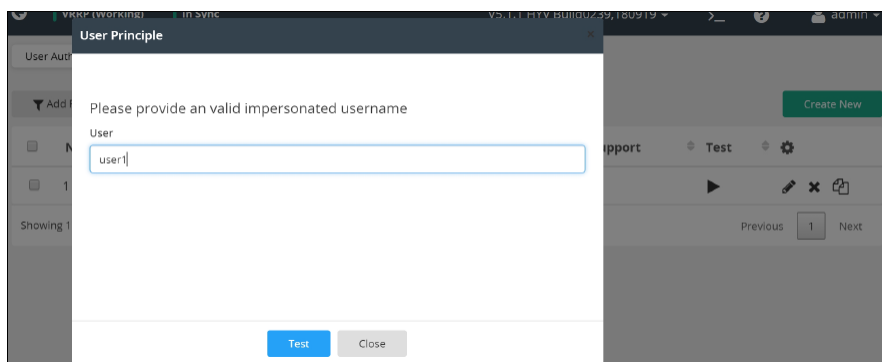 VRRP (Working) In Sync V5.1.1 HYV Build0239,180919 >_ admin
User Principle
User Auth
Please provide an valid impersonated username
Add F Create New
User
N upport Test
user1
1
Showing 1 Previous 1 Next
Test Close